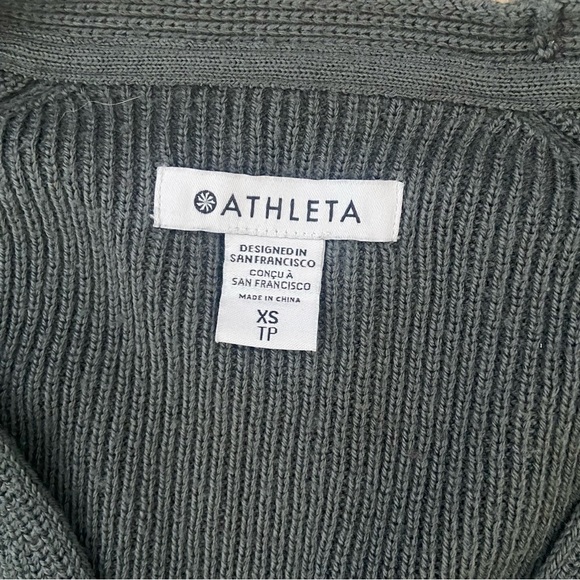 ATHLETA
DESIGNED IN
SAN FRANCISCO
CONÇU À
SAN FRANCISCO
MADE IN CHINA
XS
TP